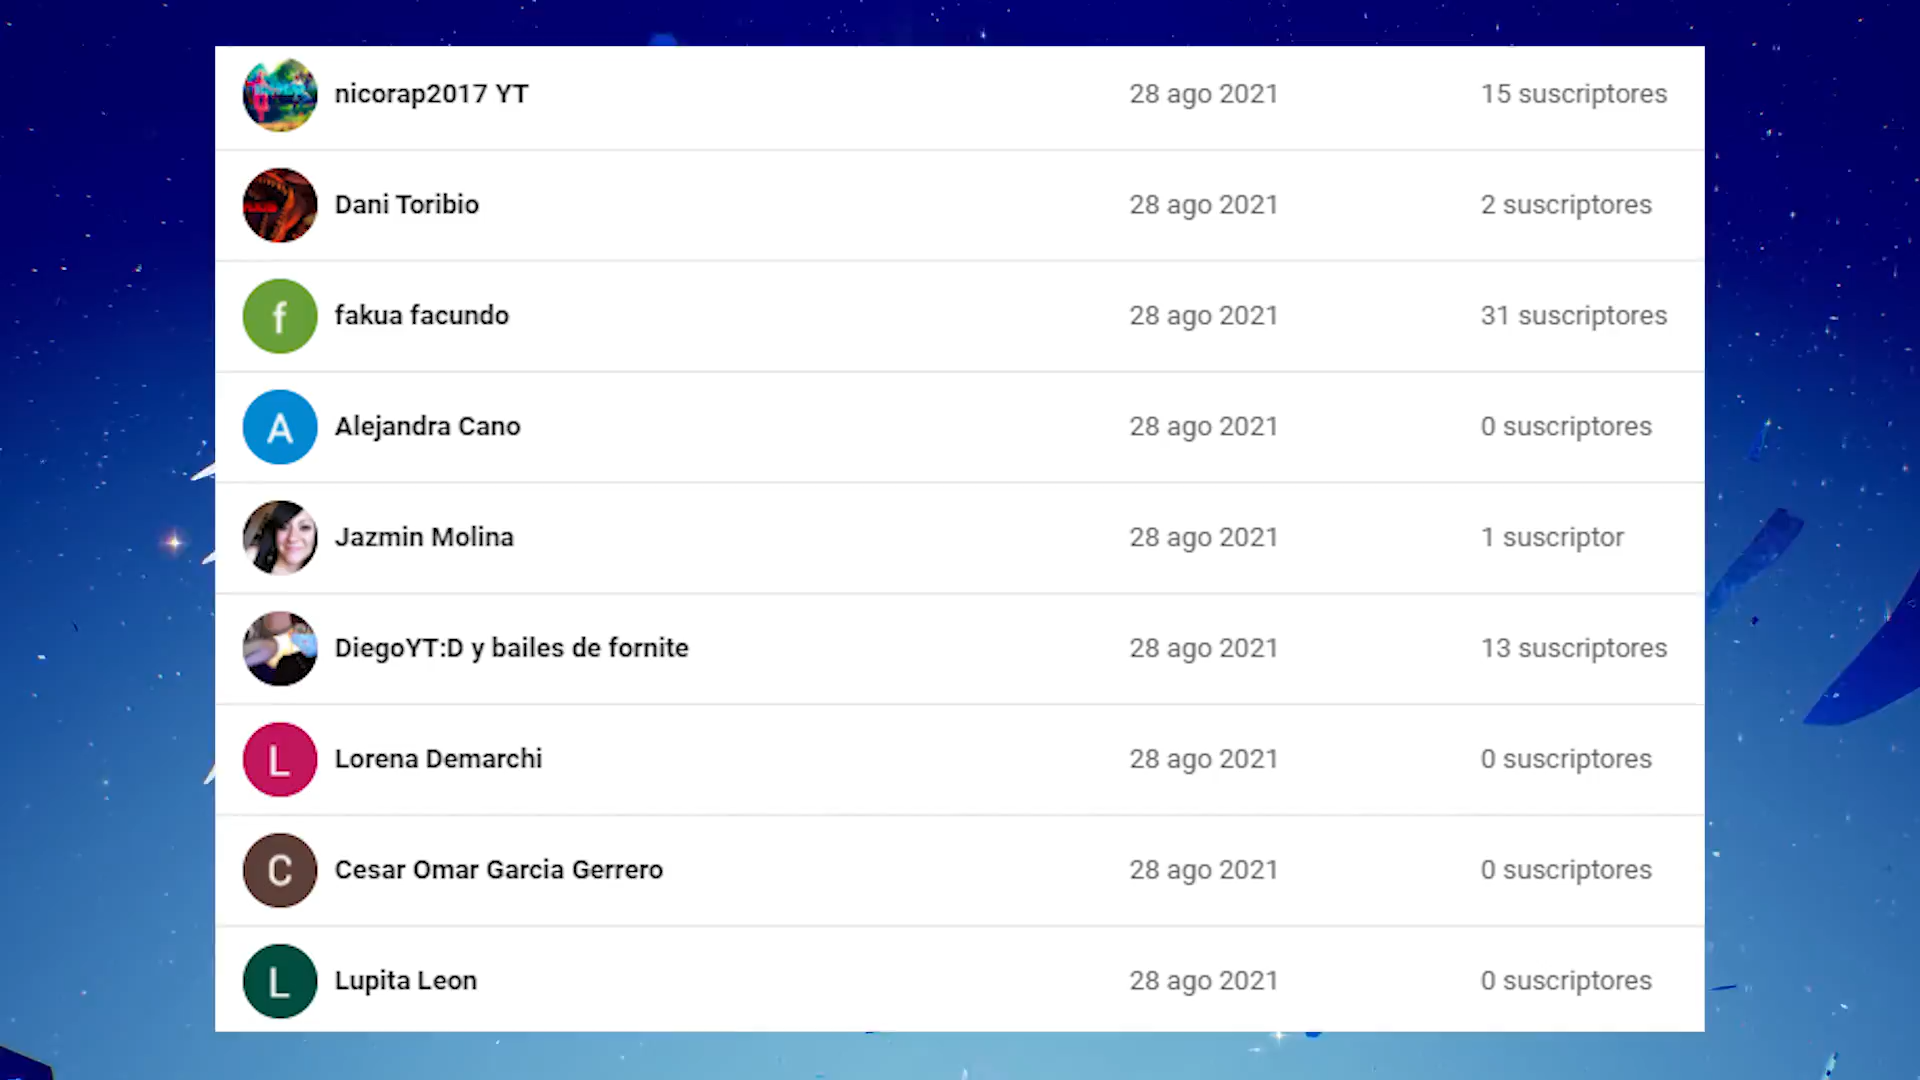 nicorap2017 YT 28 ago 2021 15 suscriptores
Dani Toribio 28 ago 2021 2 suscriptores
f fakua facundo 28 ago 2021 31 suscriptores
A Alejandra Cano 28 ago 2021 0 suscriptores
Jazmin Molina 28 ago 2021 1 suscriptor
DiegoYT:D y bailes de fornite 28 ago 2021 13 suscriptores
L Lorena Demarchi 28 ago 2021 0 suscriptores
C Cesar Omar Garcia Gerrero 28 ago 2021 0 suscriptores
L Lupita Leon 28 ago 2021 0 suscriptores